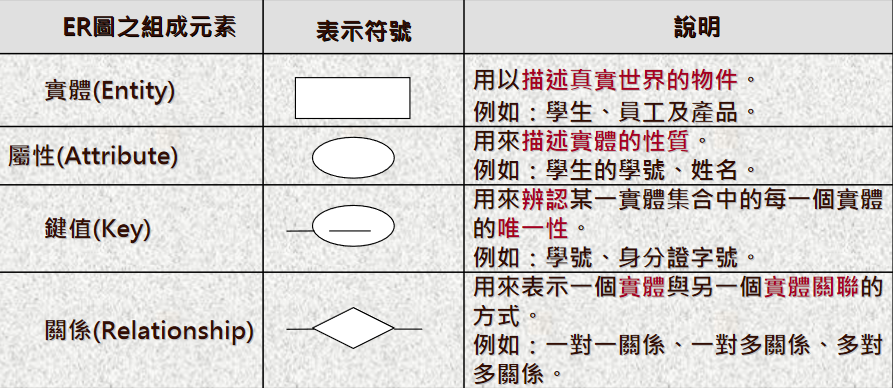 ER圖之組成元素
表示符號
說明
實體(Entity)
用以描述真實世界的物件。
例如：學生、員工及產品。
屬性(Attribute)
用來描述實體的性質。
例如：學生的學號、姓名。
鍵值(Key)
用來辨認某一實體集合中的每一個實體
的唯一性。
例如：學號、身分證字號。
關係(Relationship)
用來表示一個實體與另一個實體關聯的
方式。
例如：一對一關係、一對多關係、多對
多關係。